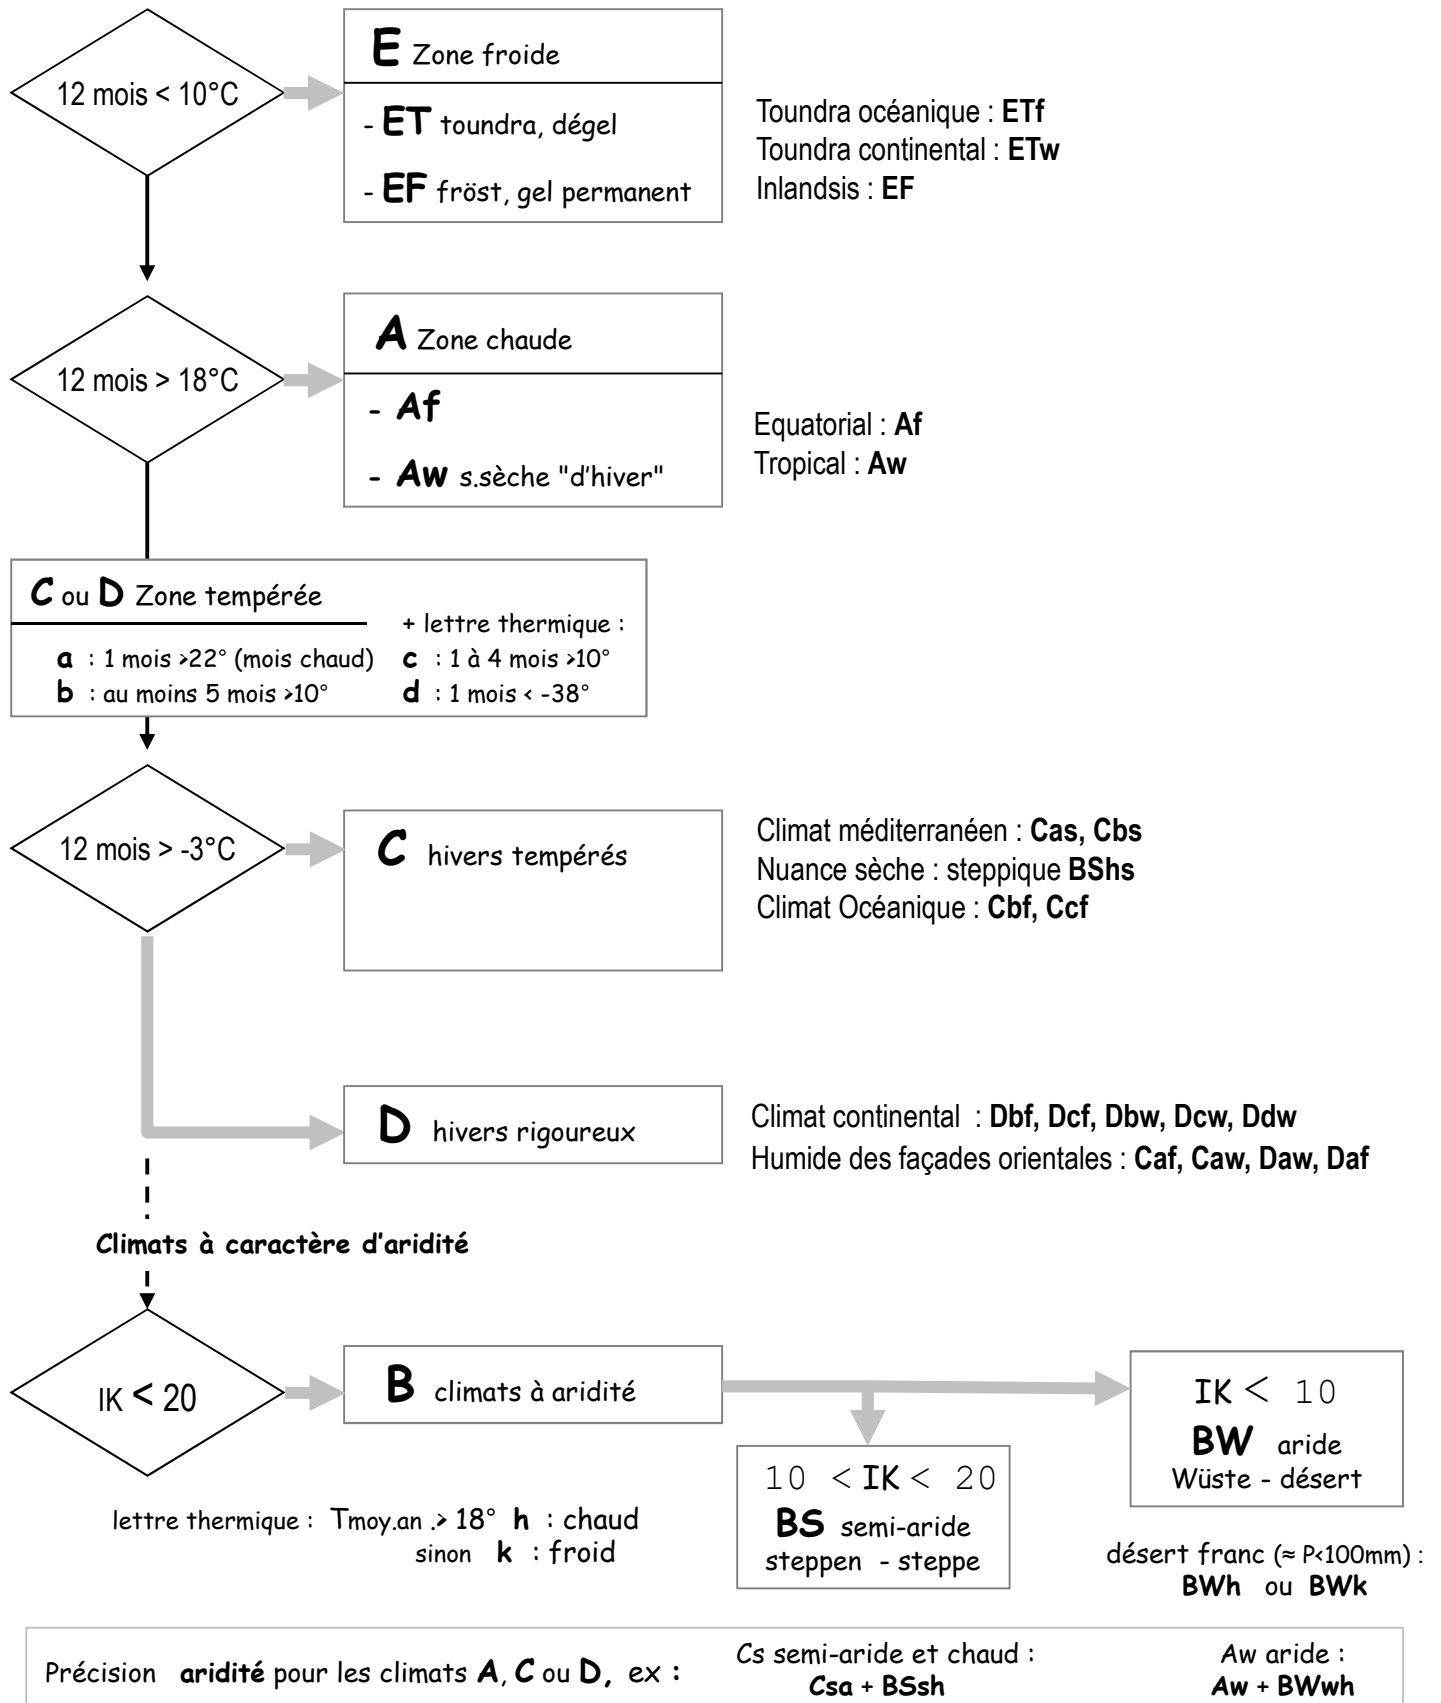 12 mois < 10°C
E Zone froide
- ET toundra, dégel
- EF fröst, gel permanent
Toundra océanique : ETf
Toundra continental : ETw
Inlandsis : EF
12 mois > 18°C
A Zone chaude
- Af
- Aw s.sèche "d'hiver"
Equatorial : Af
Tropical : Aw
C ou D Zone tempérée
+ lettre thermique :
a : 1 mois >22° (mois chaud)
c : 1 à 4 mois >10°
b : au moins 5 mois >10°
d : 1 mois < -38°
12 mois > -3°C
C hivers tempérés
Climat méditerranéen : Cas, Cbs
Nuance sèche : steppique BShs
Climat Océanique : Cbf, Ccf
D hivers rigoureux
Climat continental : Dbf, Dcf, Dbw, Dcw, Ddw
Humide des façades orientales : Caf, Caw, Daw, Daf
Climats à caractère d'aridité
IK < 20
B climats à aridité
10 < IK < 20
BS semi-aride
steppen - steppe
IK < 10
BW aride
Wüste - désert
lettre thermique : Tmoy.an .> 18° h : chaud
sinon k : froid
désert franc (≈ P<100mm) :
BWh ou BWk
Précision aridité pour les climats A, C ou D, ex :
Cs semi-aride et chaud :
Csa + BSsh
Aw aride :
Aw + BWwh